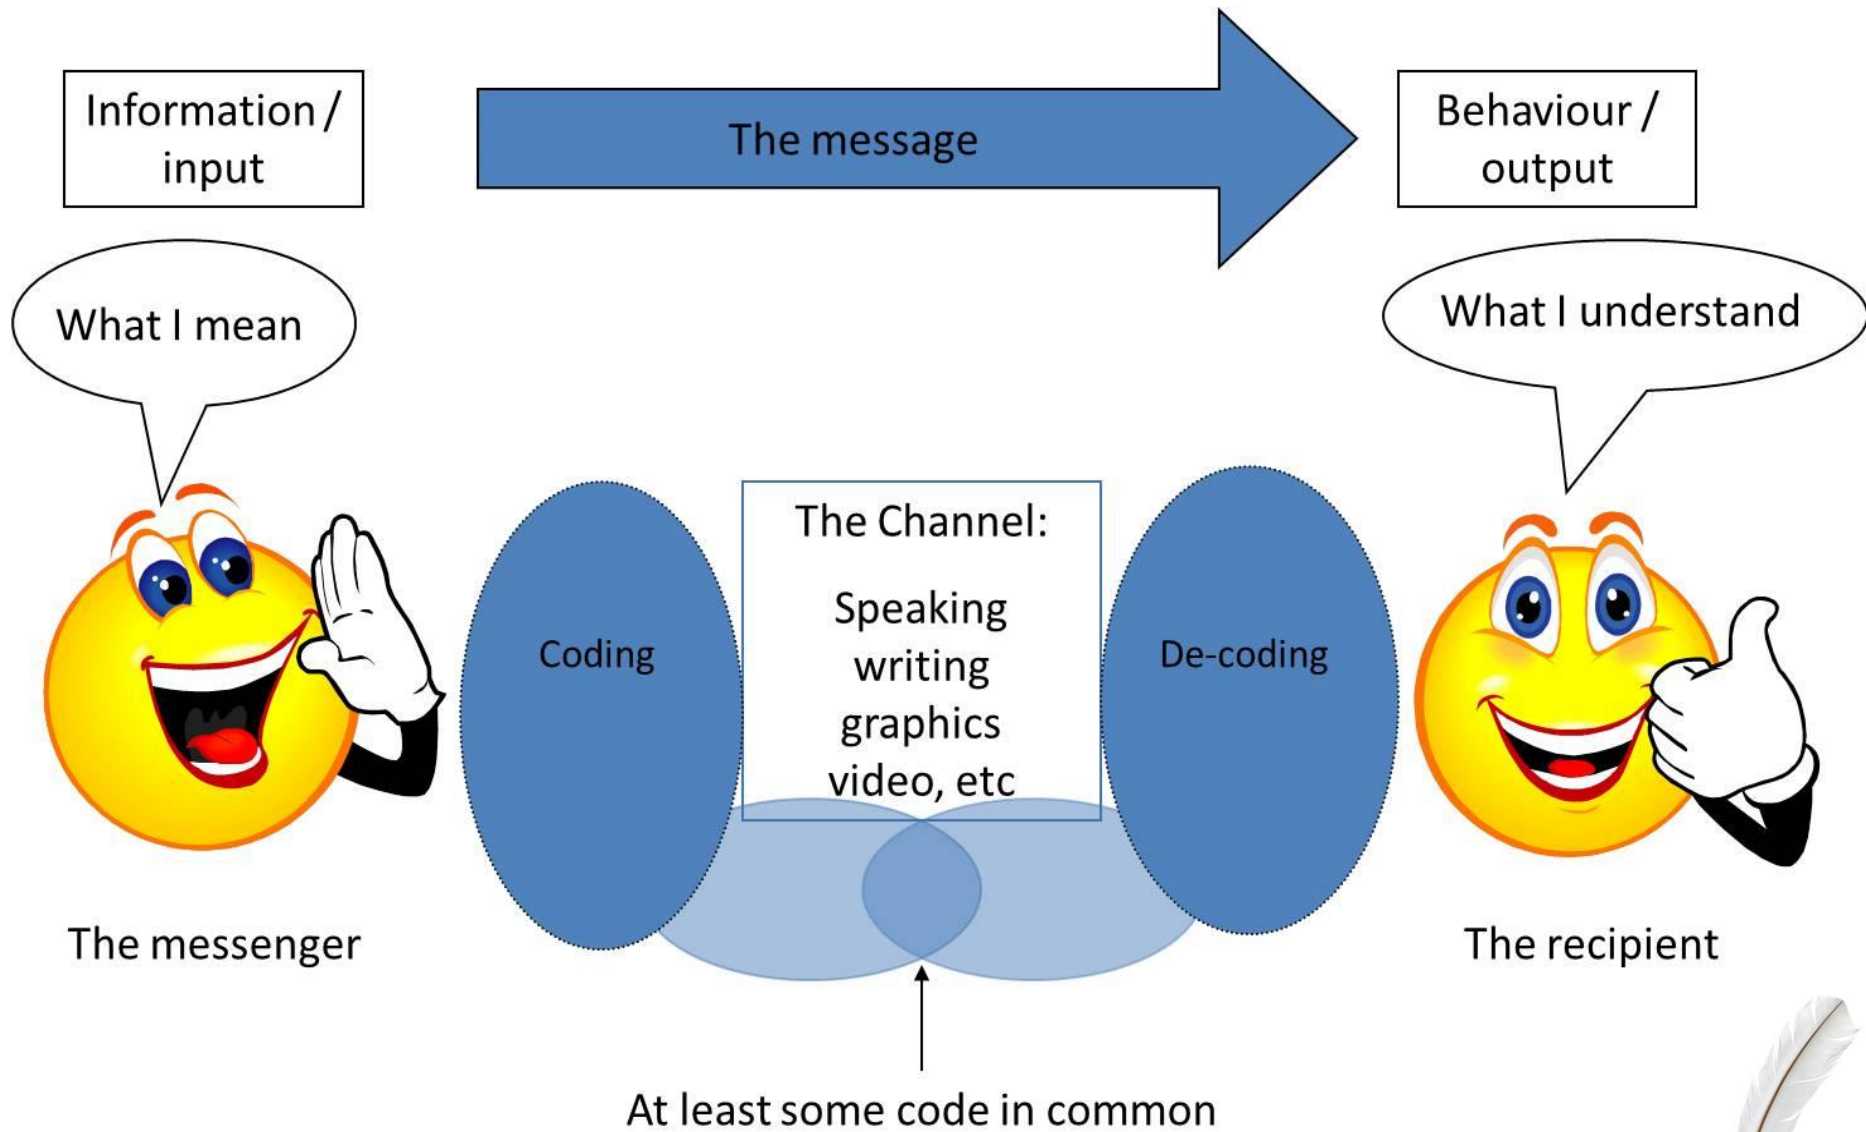 Information /
input
The message
Behaviour /
output
What I mean
What I understand
The Channel:
Speaking
writing
graphics
video, etc
Coding
De-coding
The messenger
The recipient
At least some code in common